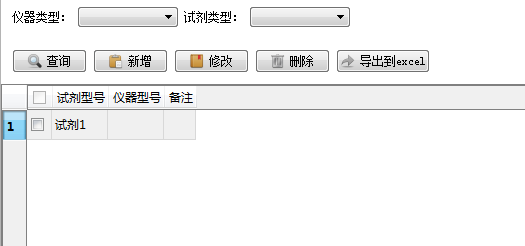 仪器类型： 试剂类型：
查询 新增 修改 删除 导出到excel
试剂型号 仪器型号 备注
1 试剂1